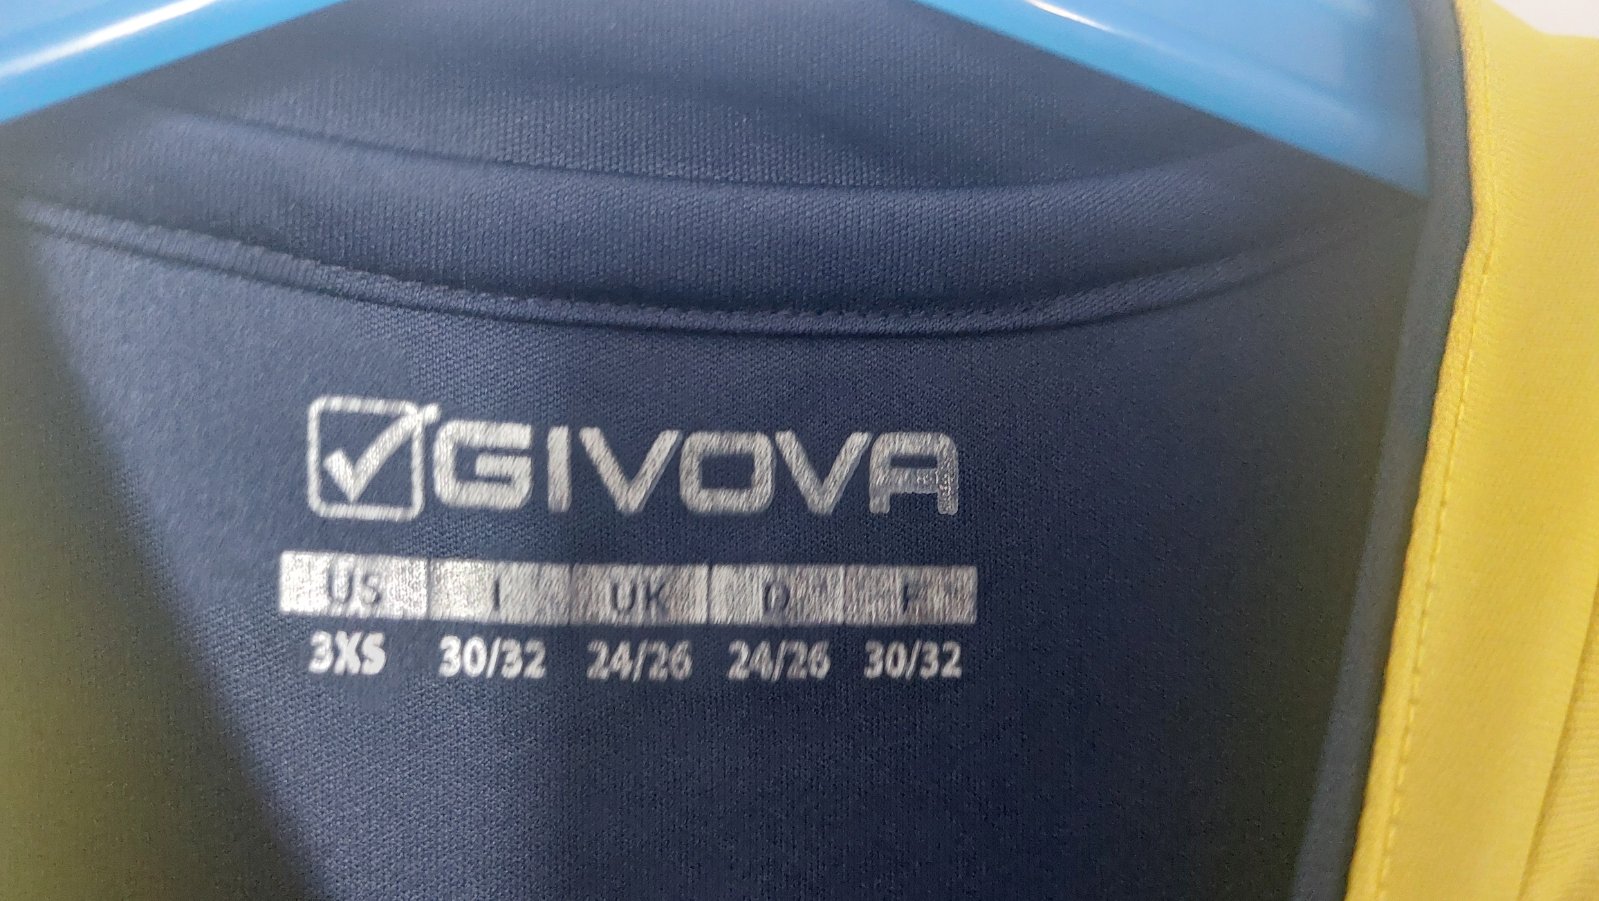 GIVOVA
US I UK D F
3XS 30/32 24/26 24/26 30/32